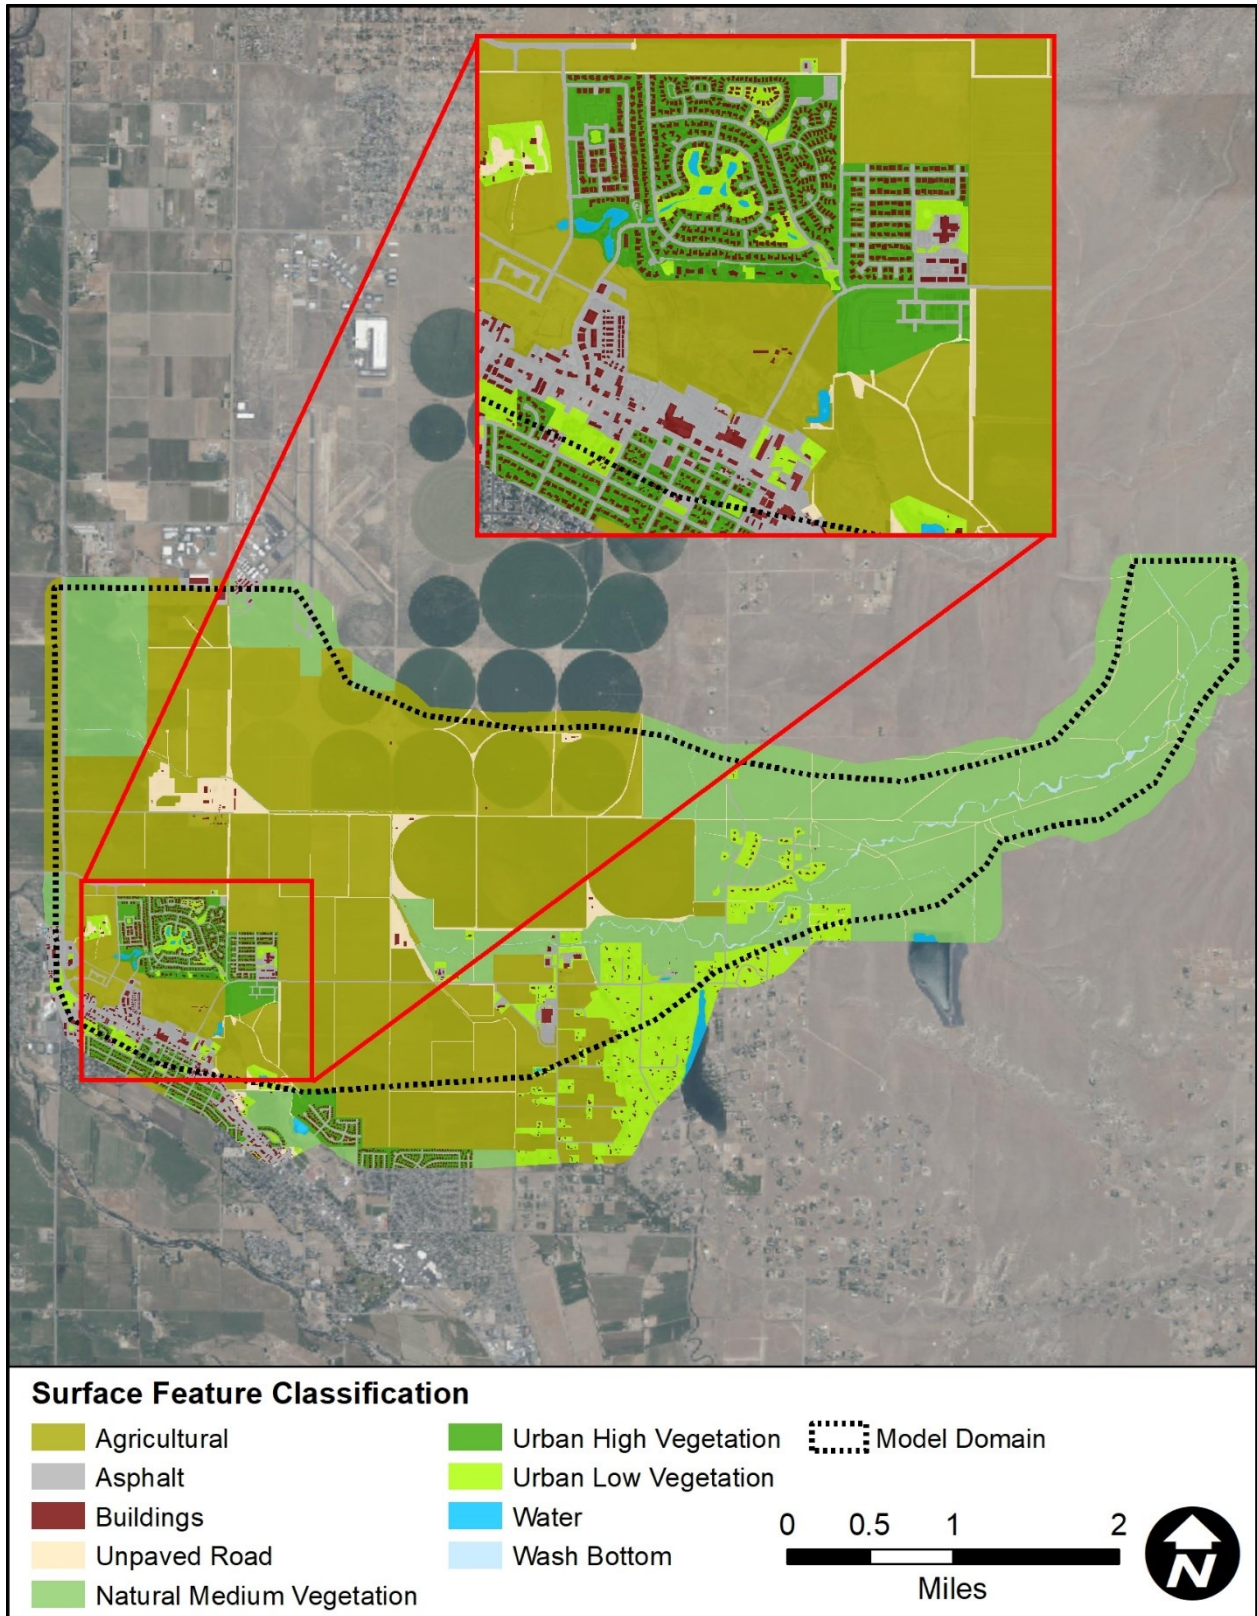 Surface Feature Classification
Agricultural
Asphalt
Buildings
Unpaved Road
Natural Medium Vegetation
Urban High Vegetation
Urban Low Vegetation
Water
Wash Bottom
Model Domain
0 0.5 1 2
Miles
N